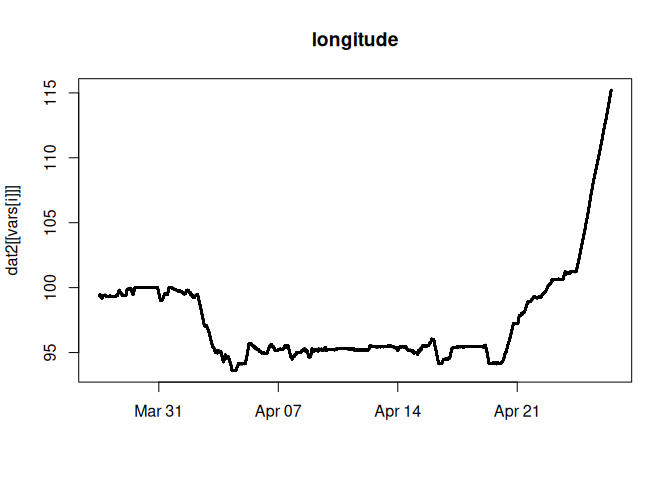 longitude
dat2[[vars[i]]]
115
110
105
100
95
Mar 31
Apr 07
Apr 14
Apr 21